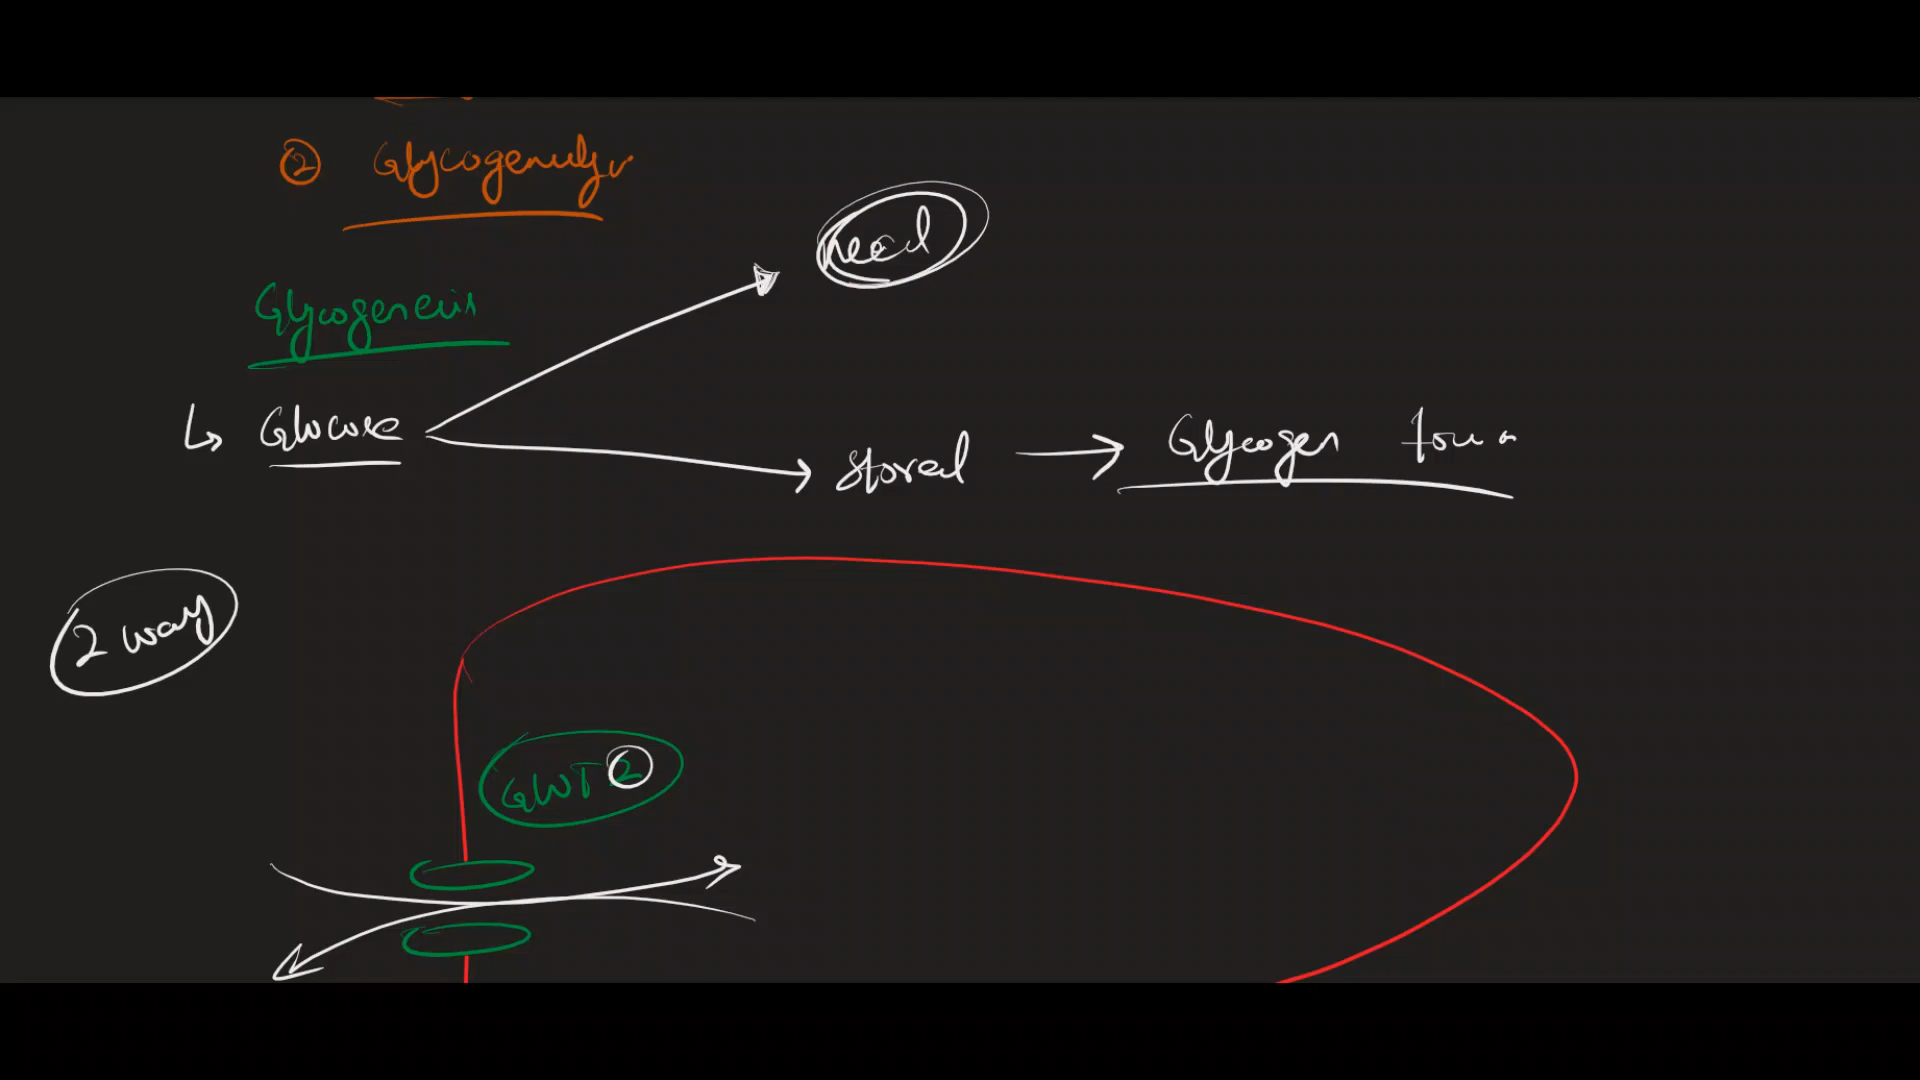 ② Glycogenolysis
need
Glycogenesis
↳ Glucose
stored → Glycogen form
2 way
GLUT ②